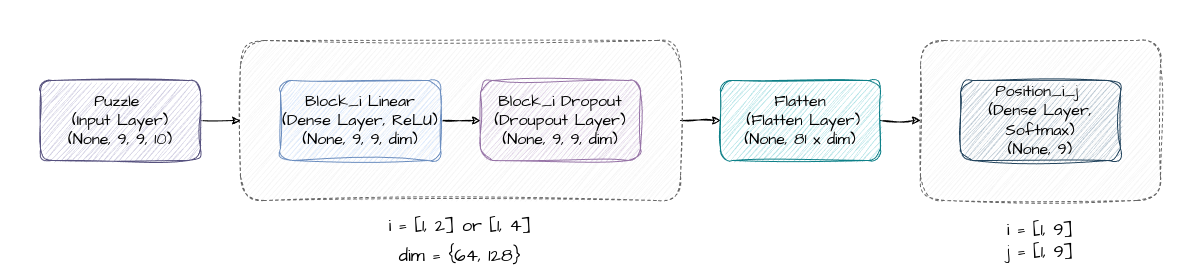 Puzzle
(Input Layer)
(None, 9, 9, 10)
Block_i Linear
(Dense Layer, ReLU)
(None, 9, 9, dim)
Block_i Dropout
(Droupout Layer)
(None, 9, 9, dim)
Flatten
(Flatten Layer)
(None, 81 x dim)
Position_i_j
(Dense Layer,
Softmax)
(None, 9)
i = [1, 2] or [1, 4]
dim = {64, 128}
i = [1, 9]
j = [1, 9]